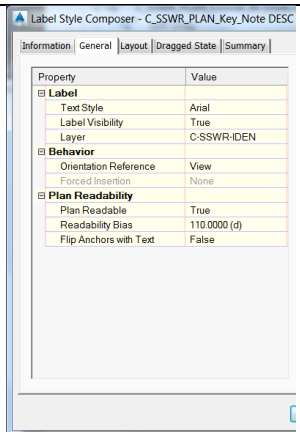 Label Style Composer - C_SSWR_PLAN_Key_Note DESC
Information General Layout Dragged State Summary
Property Value
Label
Text Style Arial
Label Visibility True
Layer C-SSWR-IDEN
Behavior
Orientation Reference View
Forced Insertion None
Plan Readability
Plan Readable True
Readability Bias 110.0000 (d)
Flip Anchors with Text False